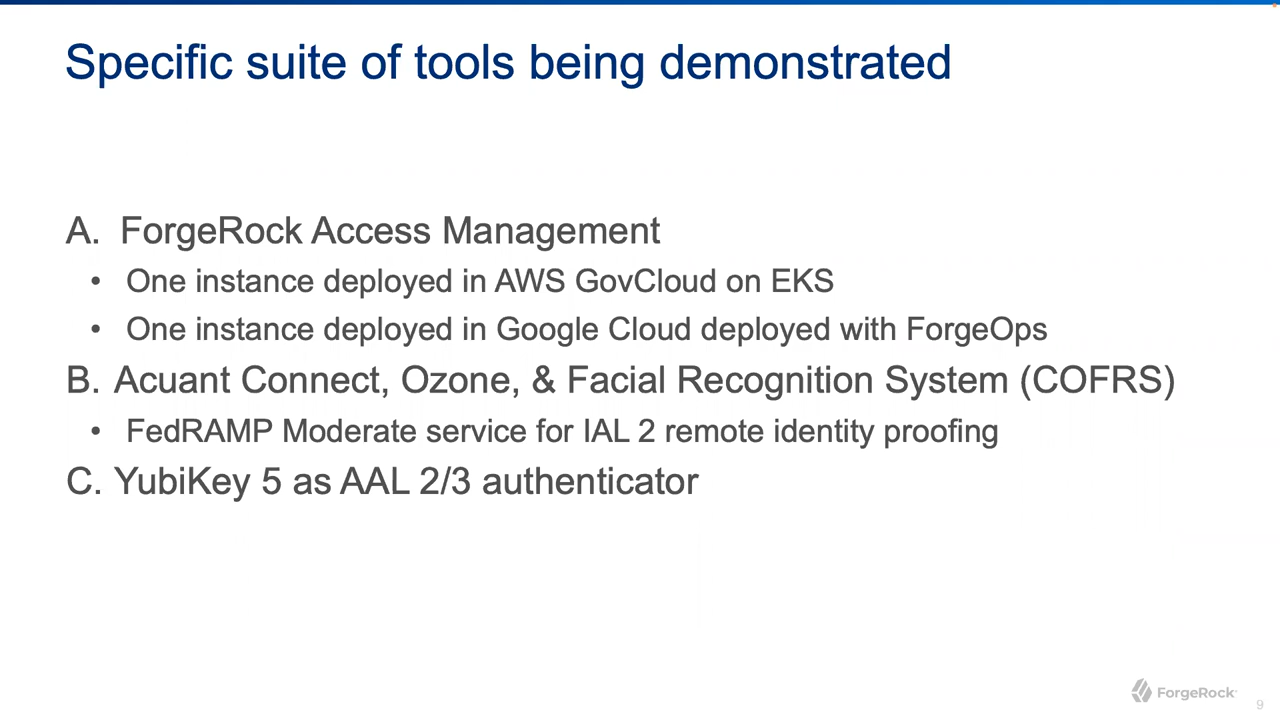 Specific suite of tools being demonstrated
A. ForgeRock Access Management
• One instance deployed in AWS GovCloud on EKS
• One instance deployed in Google Cloud deployed with ForgeOps
B. Acuant Connect, Ozone, & Facial Recognition System (COFRS)
• FedRAMP Moderate service for IAL 2 remote identity proofing
C. YubiKey 5 as AAL 2/3 authenticator
ForgeRock
9